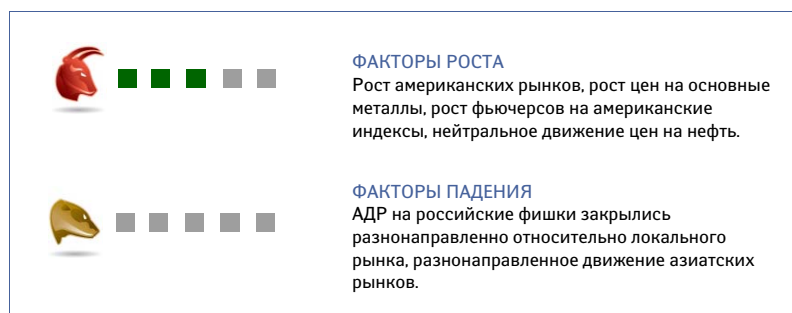 ФАКТОРЫ РОСТА
Рост американских рынков, рост цен на основные
металлы, рост фьючерсов на американские
индексы, нейтральное движение цен на нефть.
ФАКТОРЫ ПАДЕНИЯ
АДР на российские фишки закрылись
разнонаправленно относительно локального
рынка, разнонаправленное движение азиатских
рынков.